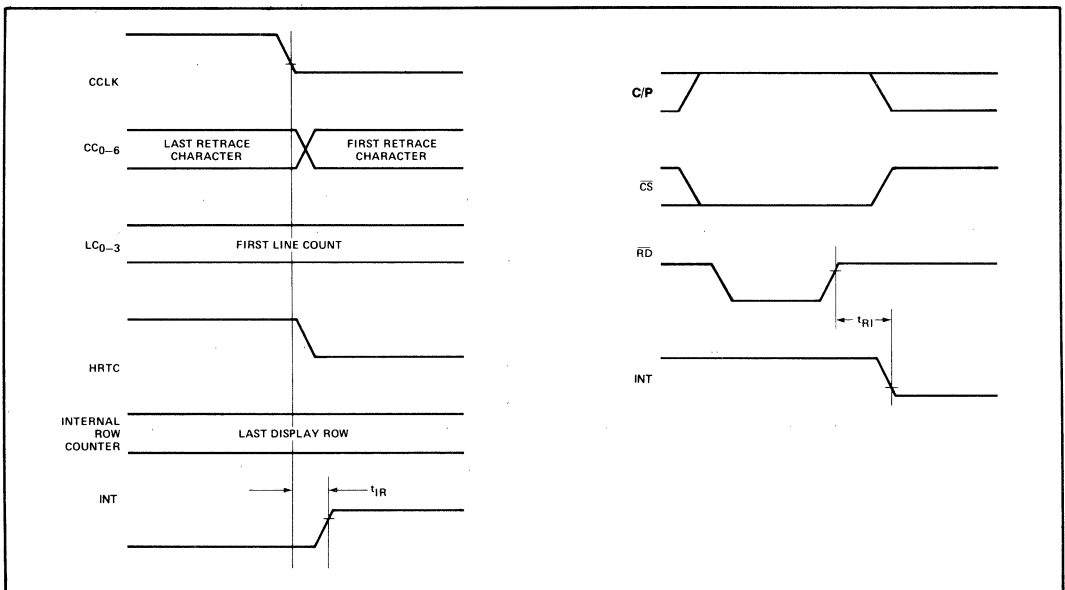 CCLK
CC0–6
LAST RETRACE
CHARACTER
FIRST RETRACE
CHARACTER
LC0–3
FIRST LINE COUNT
HRTC
INTERNAL
ROW
COUNTER
LAST DISPLAY ROW
INT
tIR
C/P
CS
RD
tRI
INT